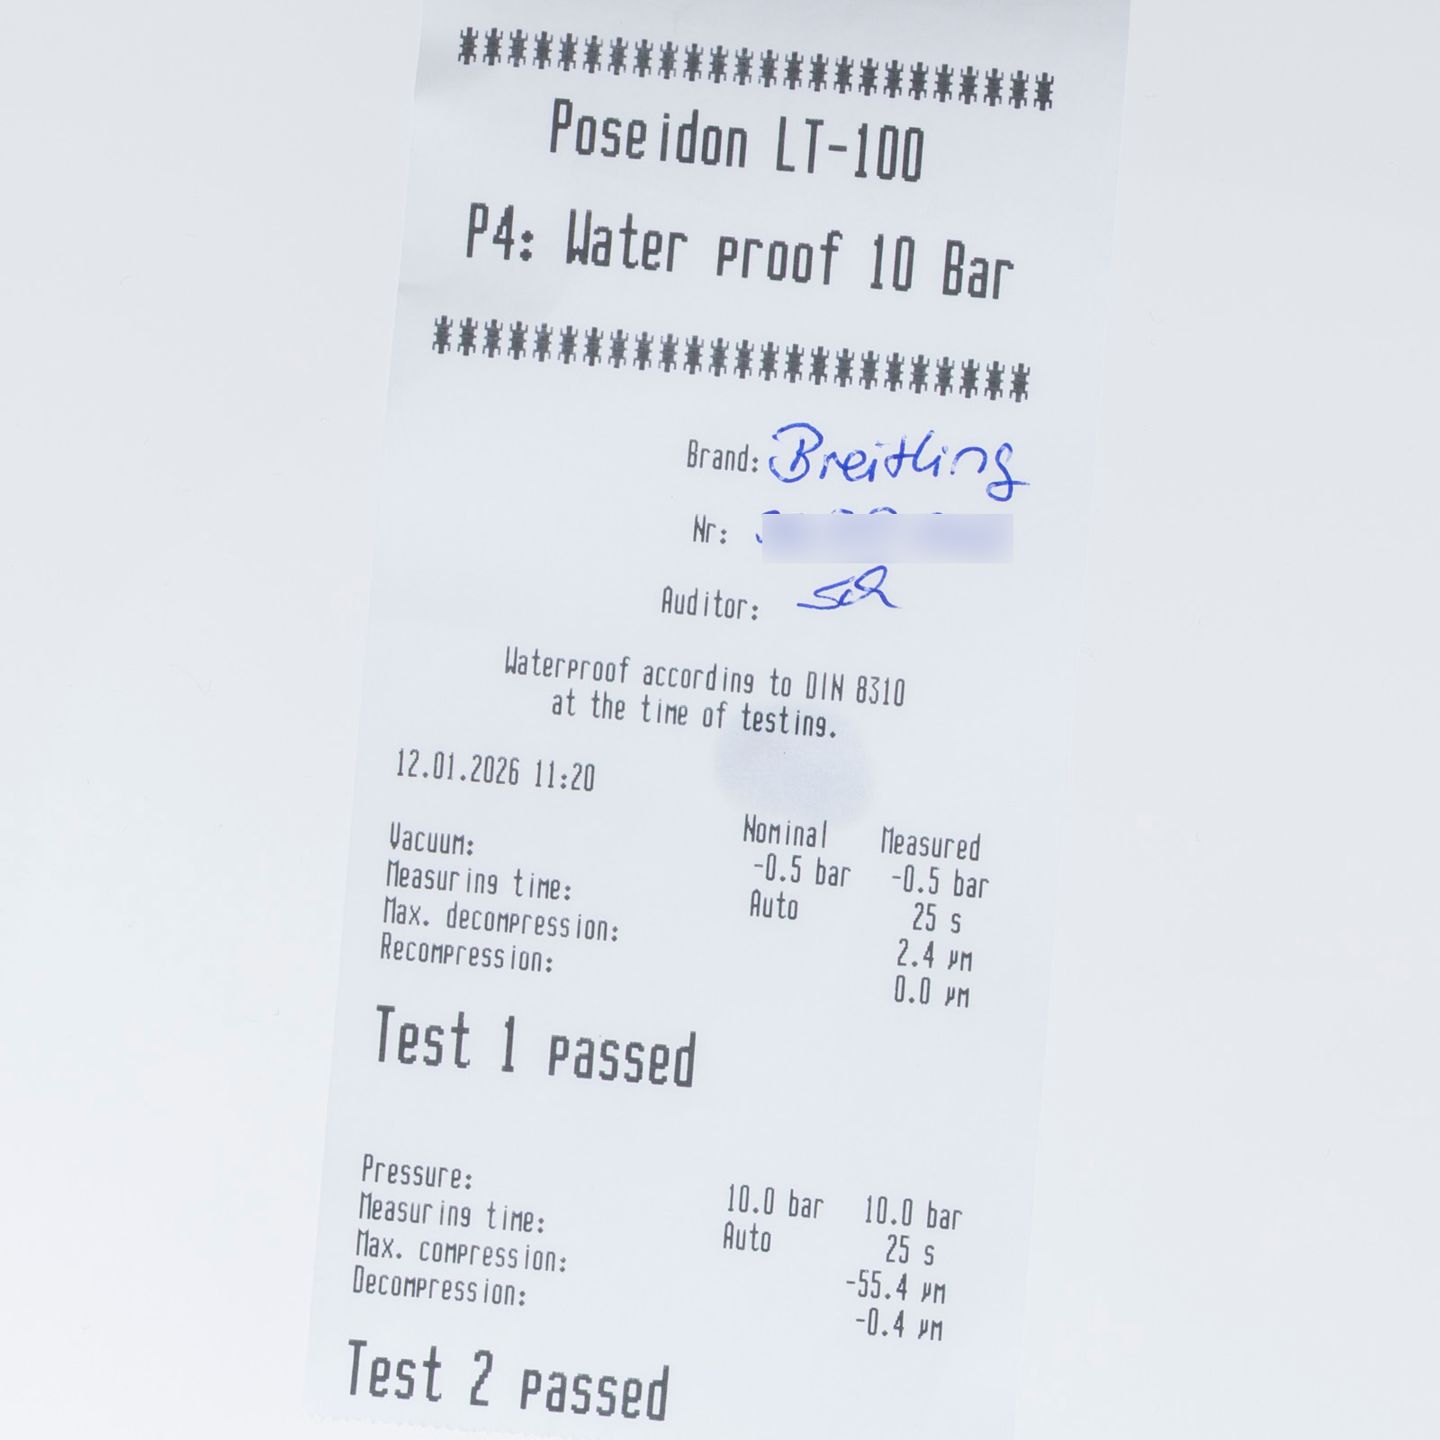 Poseidon LT-100
P4: Water proof 10 Bar
Brand: Breitling
Nr:
Auditor:
Waterproof according to DIN 8310
at the time of testing.
12.01.2026 11:20
Nominal Measured
Vacuum: -0.5 bar -0.5 bar
Measuring time: Auto 25 s
Max. decompression: 2.4 µm
Recompression: 0.0 µm
Test 1 passed
Pressure: 10.0 bar 10.0 bar
Measuring time: Auto 25 s
Max. compression: -55.4 µm
Decompression: -0.4 µm
Test 2 passed